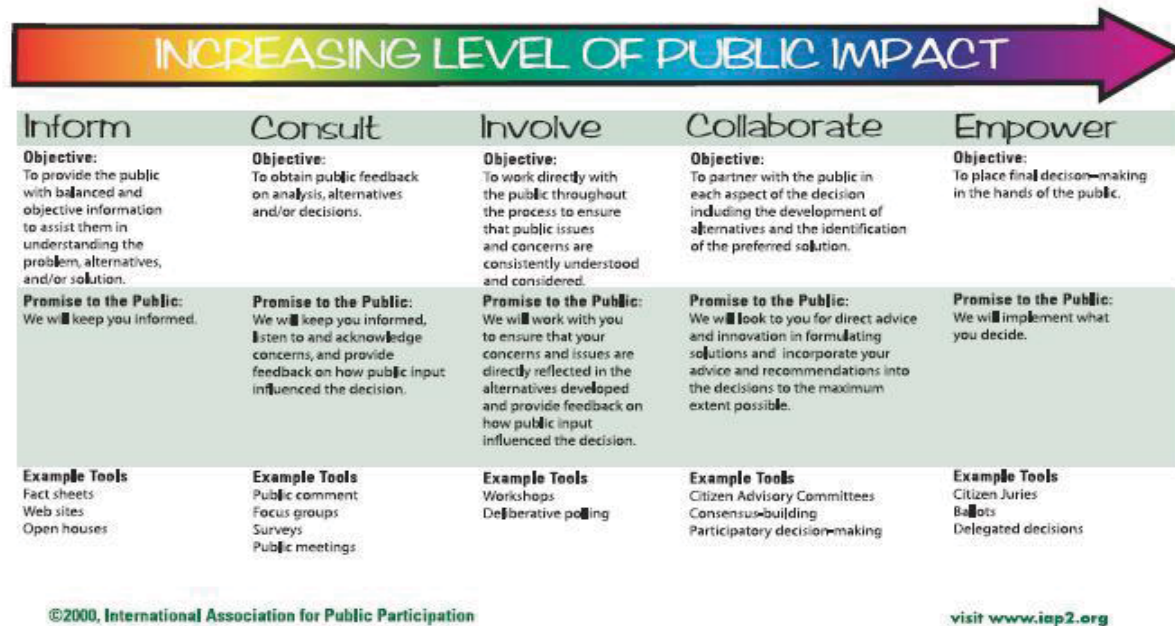 INCREASING LEVEL OF PUBLIC IMPACT
Inform
Objective:
To provide the public
with balanced and
objective information
to assist them in
understanding the
problem, alternatives,
and/or solution.
Promise to the Public:
We will keep you informed.
Example Tools
Fact sheets
Web sites
Open houses
Consult
Objective:
To obtain public feedback
on analysis, alternatives
and/or decisions.
Promise to the Public:
We will keep you informed,
listen to and acknowledge
concerns, and provide
feedback on how public input
influenced the decision.
Example Tools
Public comment
Focus groups
Surveys
Public meetings
Involve
Objective:
To work directly with
the public throughout
the process to ensure
that public issues
and concerns are
consistently understood
and considered.
Promise to the Public:
We will work with you
to ensure that your
concerns and issues are
directly reflected in the
alternatives developed
and provide feedback on
how public input
influenced the decision.
Example Tools
Workshops
Deliberative polling
Collaborate
Objective:
To partner with the public in
each aspect of the decision
including the development of
alternatives and the identification
of the preferred solution.
Promise to the Public:
We will look to you for direct advice
and innovation in formulating
solutions and incorporate your
advice and recommendations into
the decisions to the maximum
extent possible.
Example Tools
Citizen Advisory Committees
Consensus-building
Participatory decision-making
Empower
Objective:
To place final decison-making
in the hands of the public.
Promise to the Public:
We will implement what
you decide.
Example Tools
Citizen Juries
Ballots
Delegated decisions
©2000, International Association for Public Participation
visit www.iap2.org